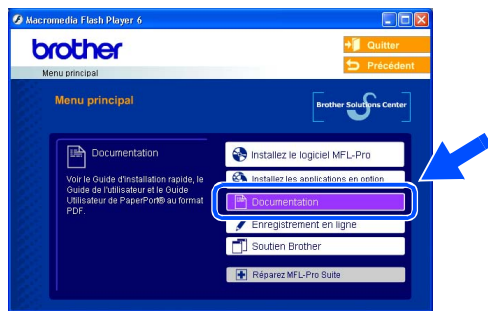 Macromedia Flash Player 6
brother
Quitter
Précédent
Menu principal
Menu principal
Brother Solutions Center
Documentation
Voir le Guide d'installation rapide, le
Guide de l'utilisateur et le Guide
Utilisateur de PaperPort® au format
PDF.
Installez le logiciel MFL-Pro
Installez les applications en option
Documentation
Enregistrement en ligne
Soutien Brother
Réparez MFL-Pro Suite